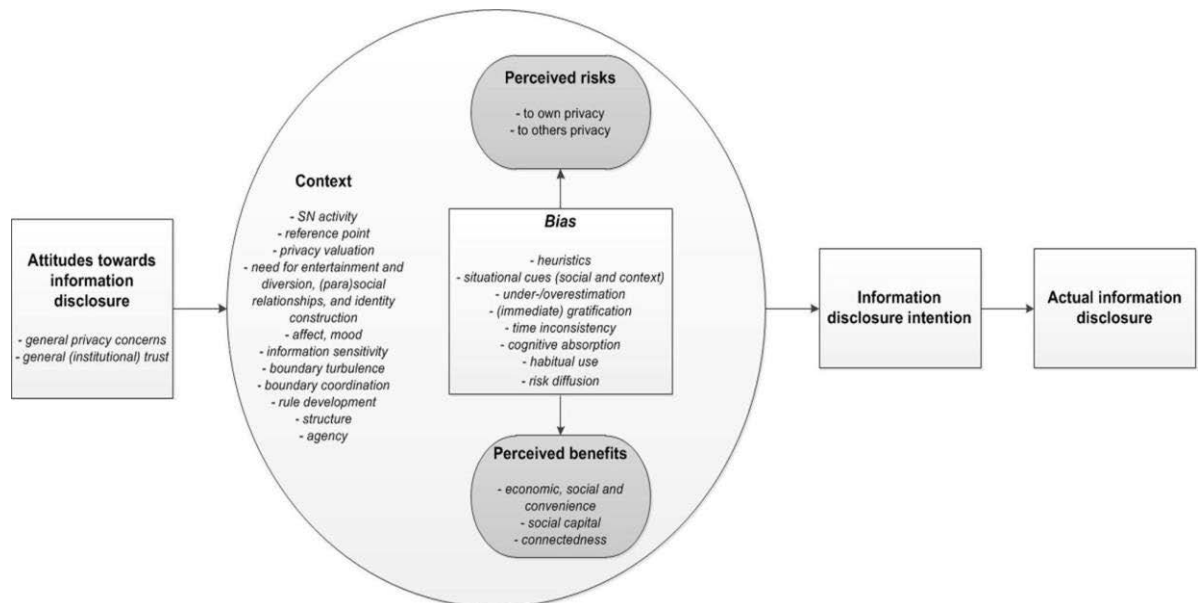 Attitudes towards
information
disclosure
- general privacy concerns
- general (institutional) trust
Context
- SN activity
- reference point
- privacy valuation
- need for entertainment and
diversion, (para)social
relationships, and identity
construction
- affect, mood
- information sensitivity
- boundary turbulence
- boundary coordination
- rule development
- structure
- agency
Perceived risks
- to own privacy
- to others privacy
Bias
- heuristics
- situational cues (social and context)
- under-/overestimation
- (immediate) gratification
- time inconsistency
- cognitive absorption
- habitual use
- risk diffusion
Perceived benefits
- economic, social and
convenience
- social capital
- connectedness
Information
disclosure intention
Actual information
disclosure